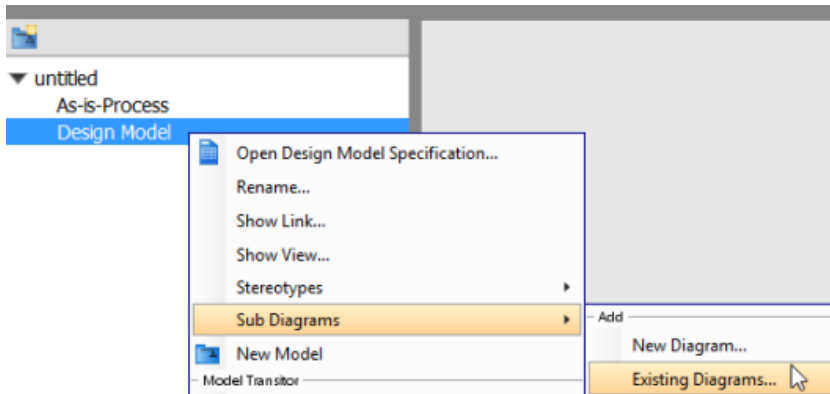 untitled
As-is-Process
Design Model
Open Design Model Specification...
Rename...
Show Link...
Show View...
Stereotypes
Sub Diagrams
Add
New Model
New Diagram...
Model Transitor
Existing Diagrams...